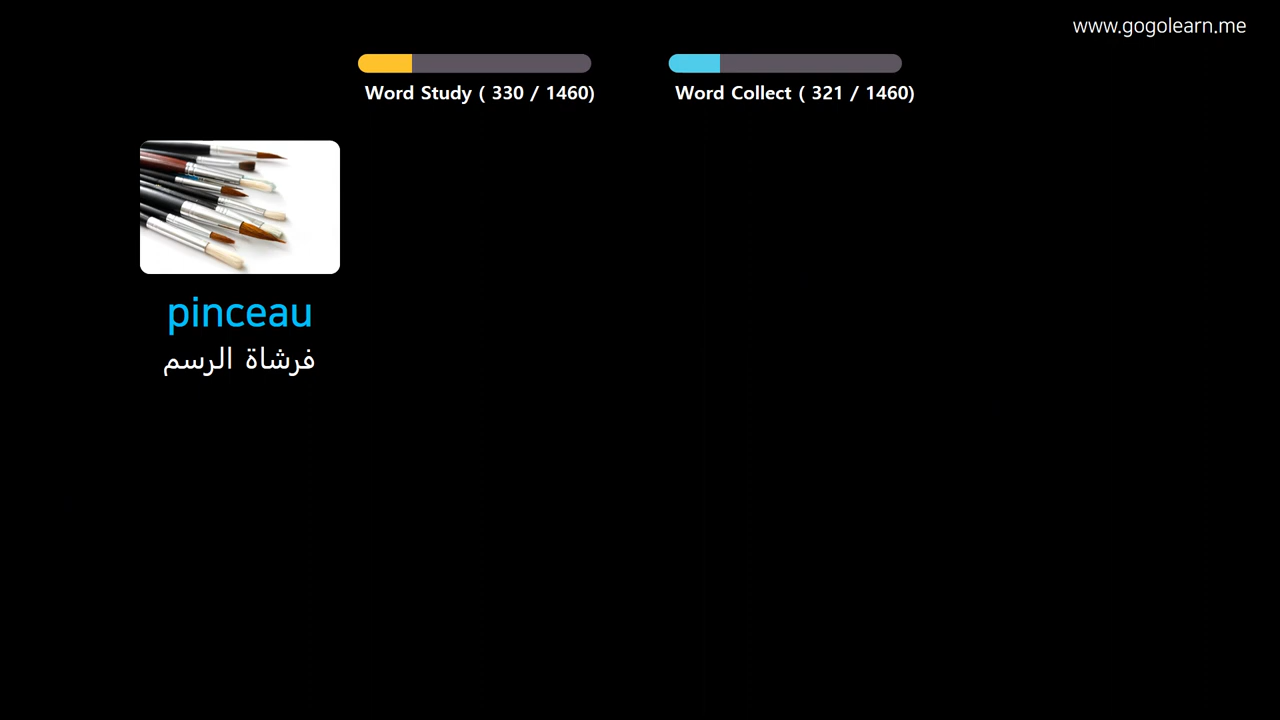 www.gogolearn.me
Word Study ( 330 / 1460)
Word Collect ( 321 / 1460)
pinceau
فرشاة الرسم